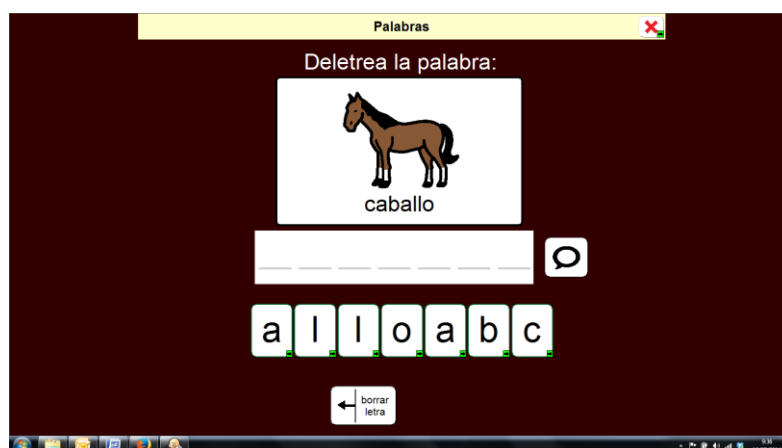 Palabras
Deletrea la palabra:
caballo
a l l o a b c
borrar
letra